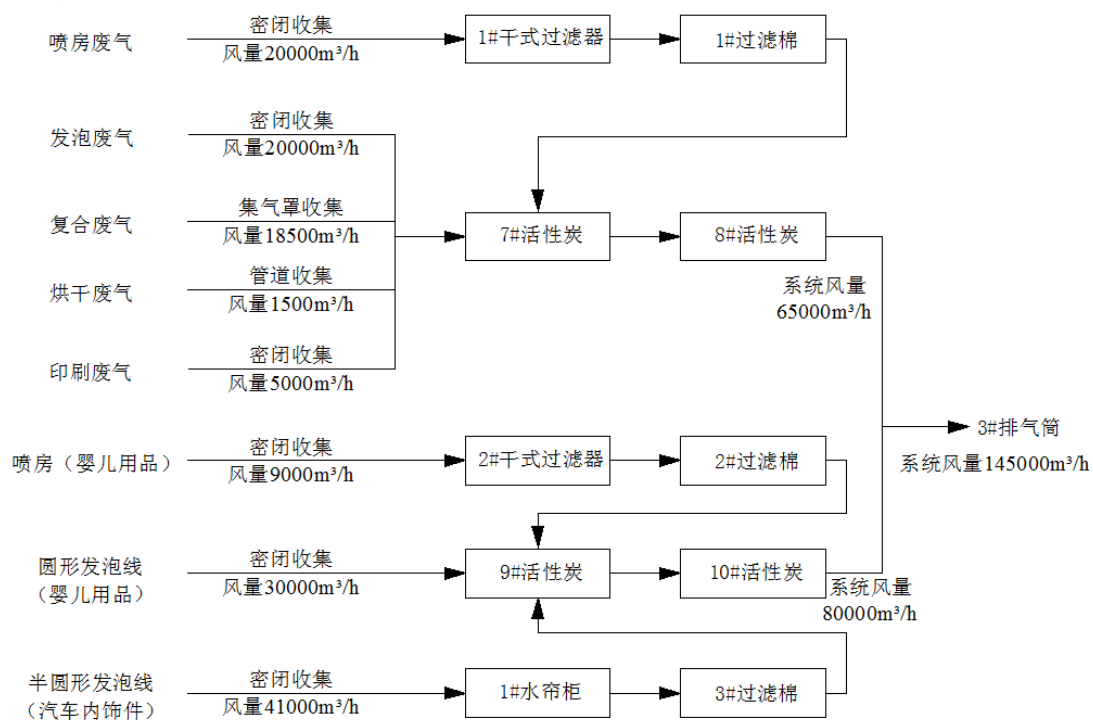 喷房废气
密闭收集
风量20000m³/h
1#干式过滤器
1#过滤棉
发泡废气
密闭收集
风量20000m³/h
复合废气
集气罩收集
风量18500m³/h
7#活性炭
8#活性炭
烘干废气
管道收集
风量1500m³/h
系统风量
65000m³/h
印刷废气
密闭收集
风量5000m³/h
3#排气筒
系统风量145000m³/h
喷房（婴儿用品）
密闭收集
风量9000m³/h
2#干式过滤器
2#过滤棉
圆形发泡线
（婴儿用品）
密闭收集
风量30000m³/h
9#活性炭
10#活性炭
系统风量
80000m³/h
半圆形发泡线
（汽车内饰件）
密闭收集
风量41000m³/h
1#水帘柜
3#过滤棉